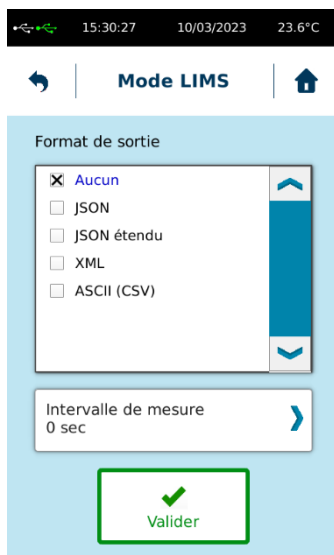 15:30:27 10/03/2023 23.6°C
Mode LIMS
Format de sortie
Aucun
JSON
JSON étendu
XML
ASCII (CSV)
Intervalle de mesure
0 sec
Valider